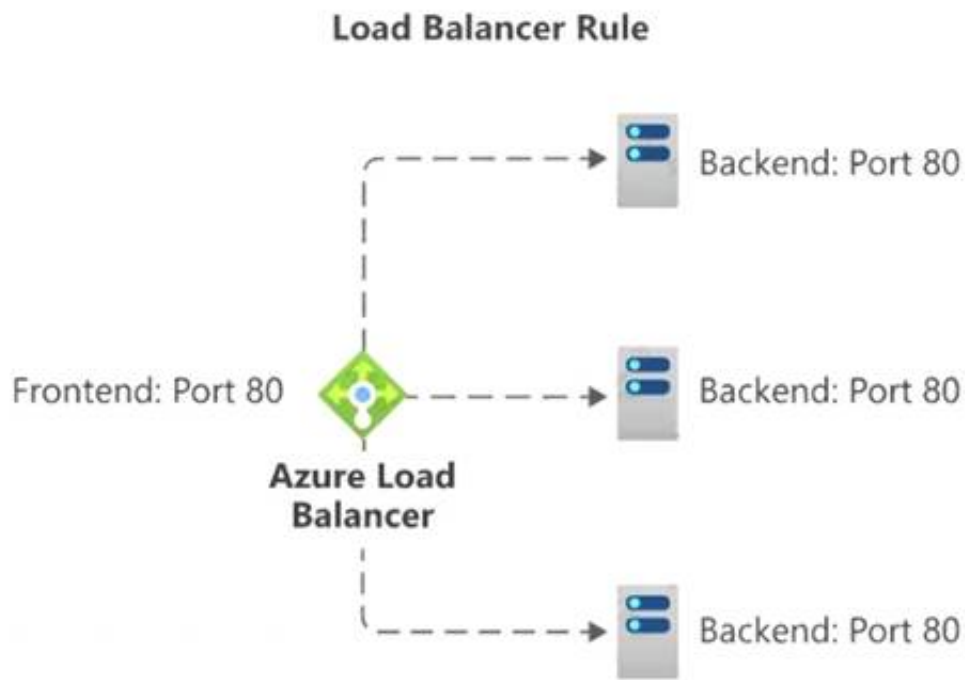 Load Balancer Rule
Backend: Port 80
Frontend: Port 80
Backend: Port 80
Azure Load
Balancer
Backend: Port 80